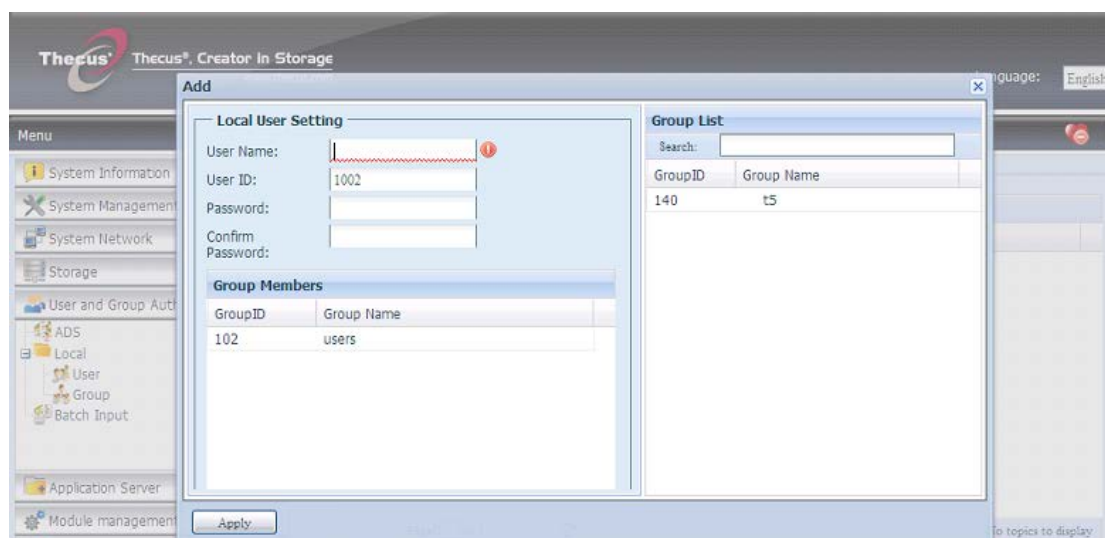 Thecus® Thecus®, Creator In Storage
nguage: English
Add
Menu
System Information
System Management
System Network
Storage
User and Group Auth
ADS
Local
User
Group
Batch Input
Application Server
Module management
Local User Setting
User Name:
User ID: 1002
Password:
Confirm
Password:
Group Members
GroupID Group Name
102 users
Group List
Search:
GroupID Group Name
140 t5
Apply
No topics to display